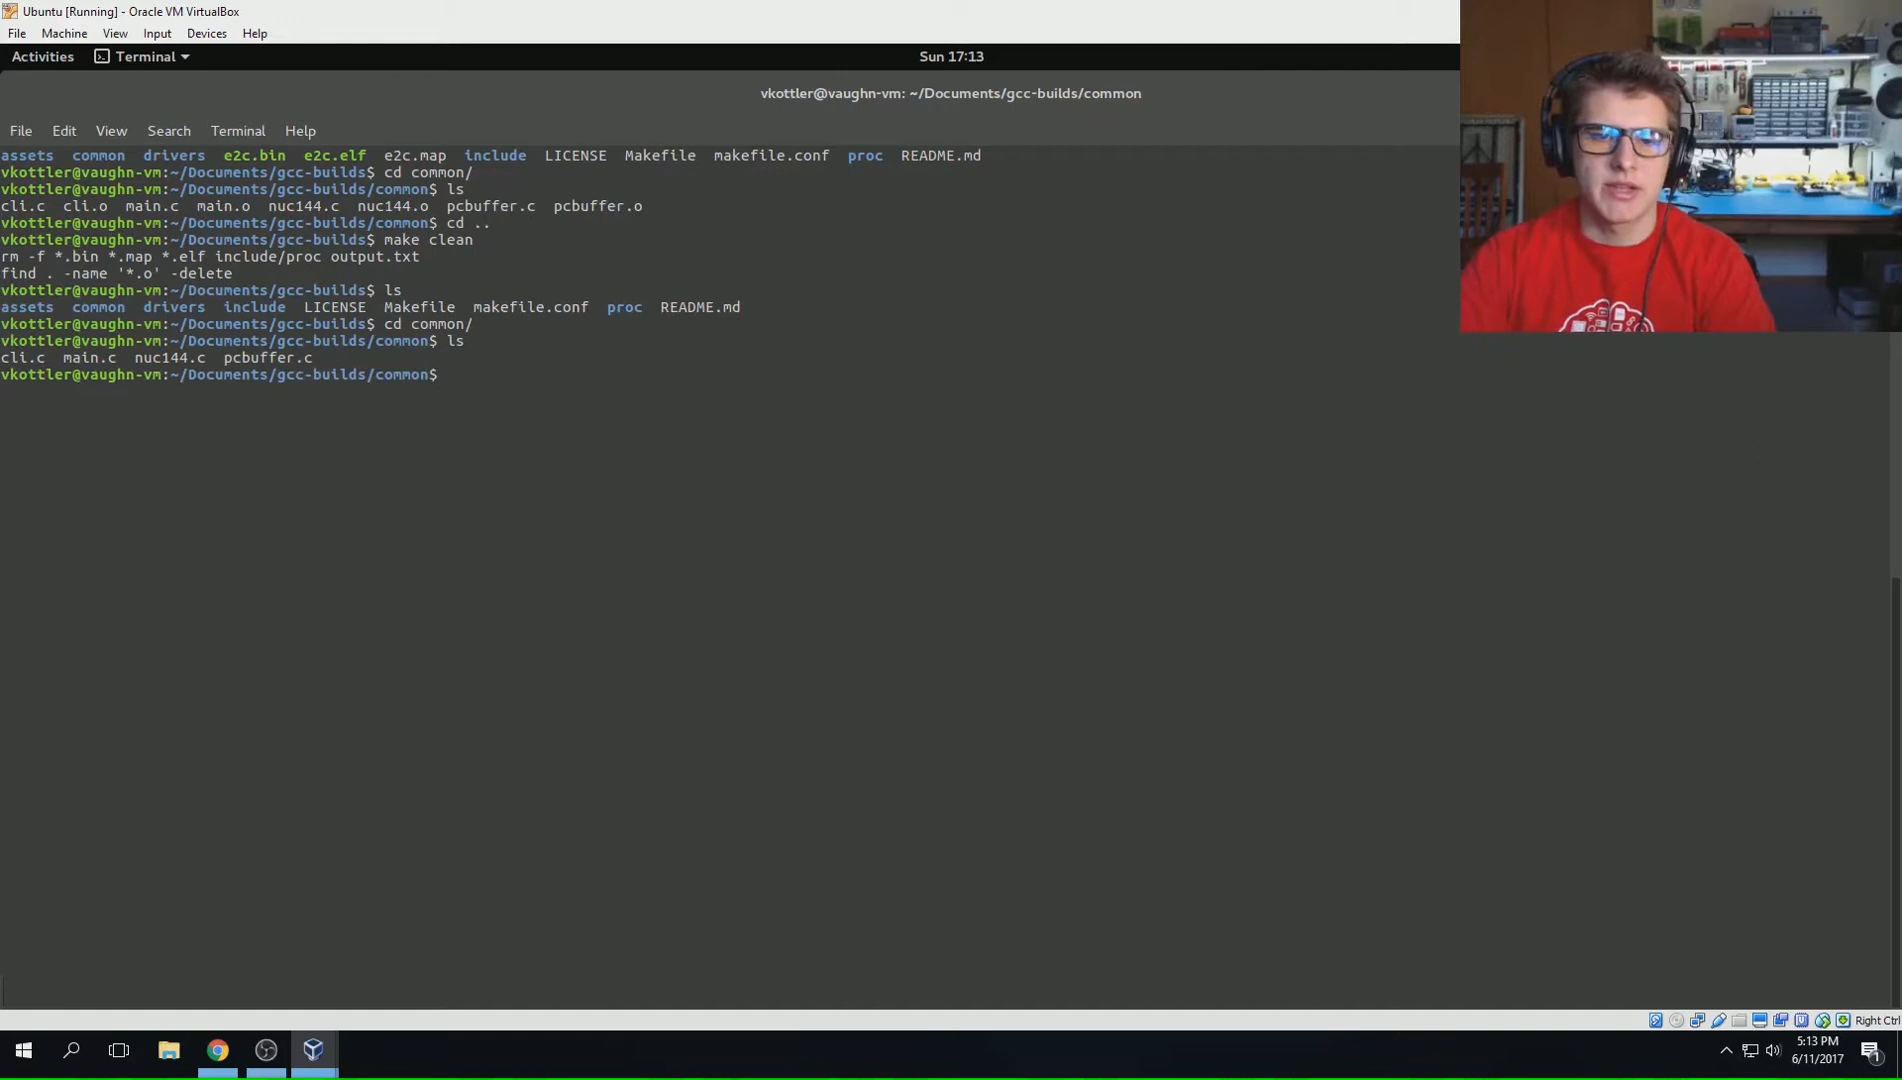 Ubuntu [Running] - Oracle VM VirtualBox
File Machine View Input Devices Help
Activities Terminal Sun 17:13
vkottler@vaughn-vm: ~/Documents/gcc-builds/common
File Edit View Search Terminal Help
assets common drivers e2c.bin e2c.elf e2c.map include LICENSE Makefile makefile.conf proc README.md
vkottler@vaughn-vm:~/Documents/gcc-builds$ cd common/
vkottler@vaughn-vm:~/Documents/gcc-builds/common$ ls
cli.c cli.o main.c main.o nuc144.c nuc144.o pcbuffer.c pcbuffer.o
vkottler@vaughn-vm:~/Documents/gcc-builds/common$ cd ..
vkottler@vaughn-vm:~/Documents/gcc-builds$ make clean
rm -f *.bin *.map *.elf include/proc output.txt
find . -name '*.o' -delete
vkottler@vaughn-vm:~/Documents/gcc-builds$ ls
assets common drivers include LICENSE Makefile makefile.conf proc README.md
vkottler@vaughn-vm:~/Documents/gcc-builds$ cd common/
vkottler@vaughn-vm:~/Documents/gcc-builds/common$ ls
cli.c main.c nuc144.c pcbuffer.c
vkottler@vaughn-vm:~/Documents/gcc-builds/common$
Right Ctrl
5:13 PM
6/11/2017
1